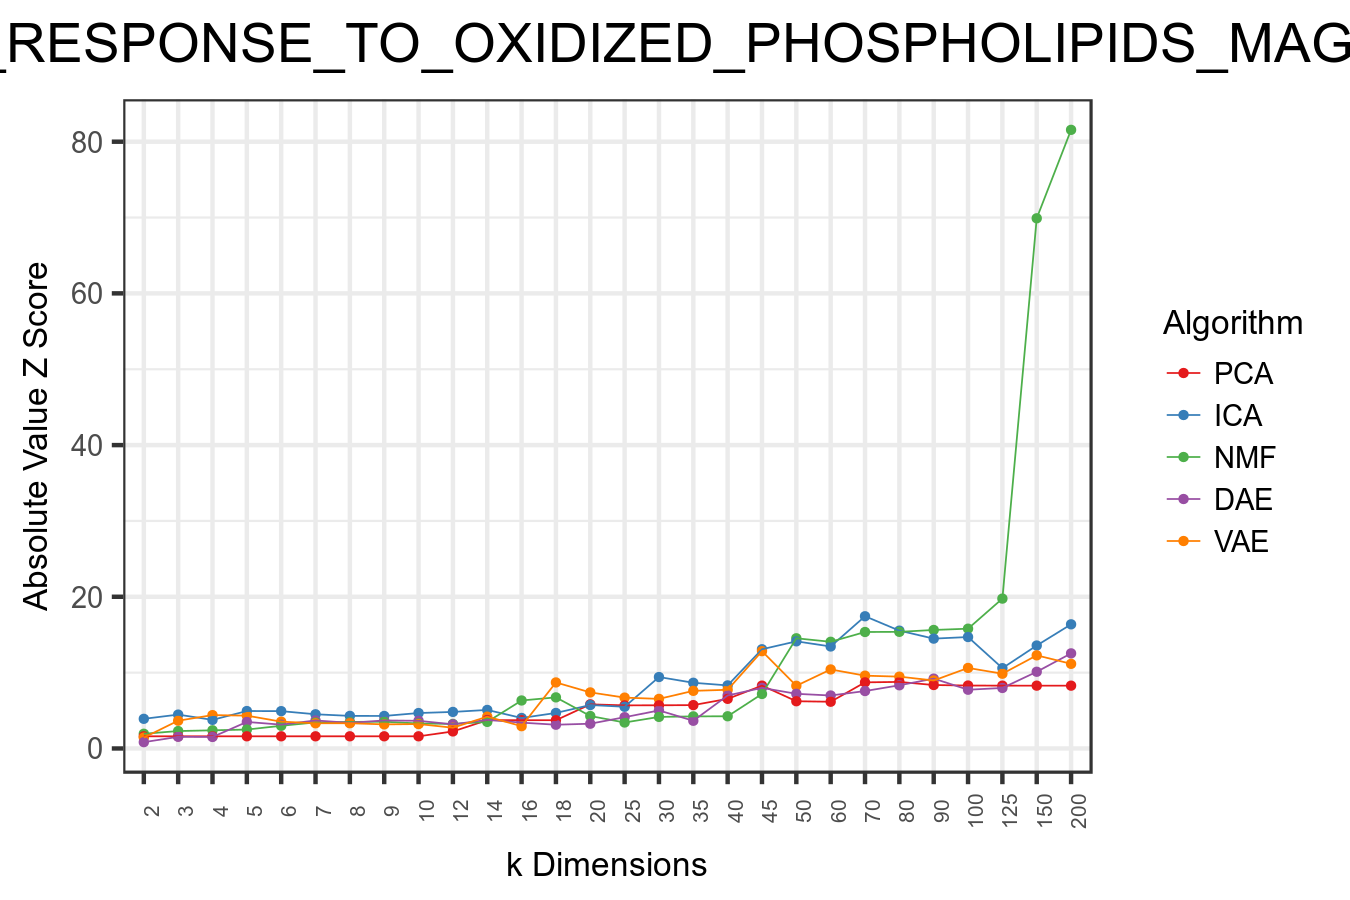 _RESPONSE_TO_OXIDIZED_PHOSPHOLIPIDS_MAG
80
60
40
20
0
Absolute Value Z Score
2 3 4 5 6 7 8 9 10 12 14 16 18 20 25 30 35 40 45 50 60 70 80 90 100 125 150 200
k Dimensions
Algorithm
PCA
ICA
NMF
DAE
VAE